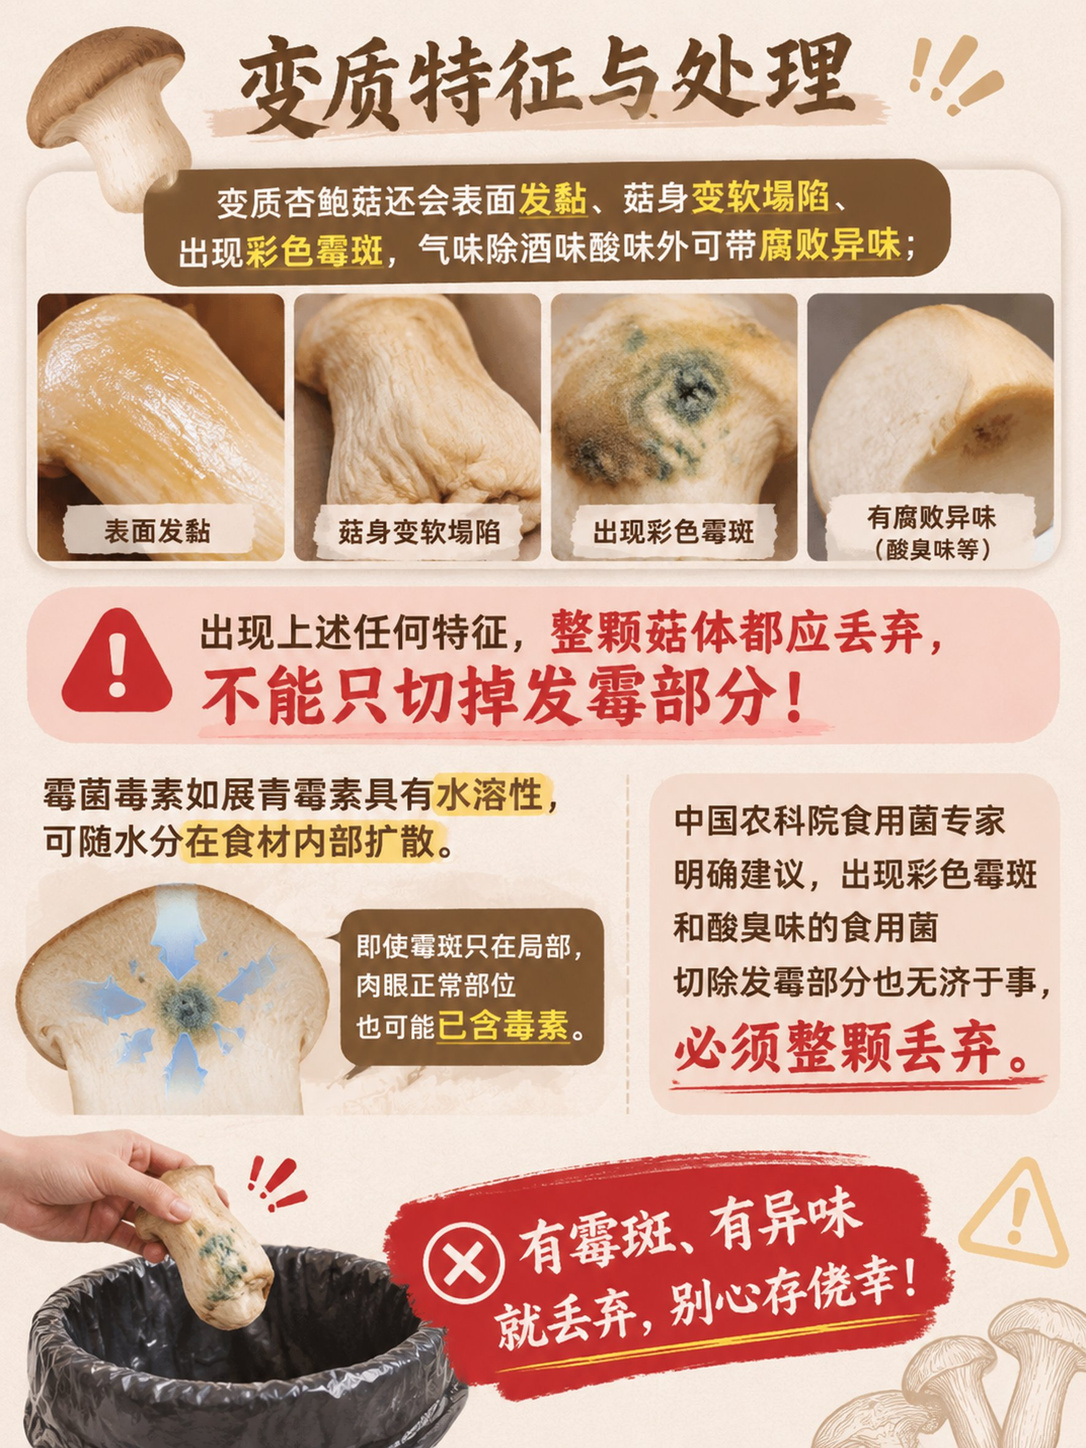 变质特征与处理
变质杏鲍菇还会表面发黏、菇身变软塌陷、
出现彩色霉斑，气味除酒味酸味外可带腐败异味；
表面发黏
菇身变软塌陷
出现彩色霉斑
有腐败异味
（酸臭味等）
出现上述任何特征，整颗菇体都应丢弃，
不能只切掉发霉部分！
霉菌毒素如展青霉素具有水溶性，
可随水分在食材内部扩散。
即使霉斑只在局部，
肉眼正常部位
也可能已含毒素。
中国农科院食用菌专家
明确建议，出现彩色霉斑
和酸臭味的食用菌
切除发霉部分也无济于事，
必须整颗丢弃。
有霉斑、有异味
就丢弃，别心存侥幸！